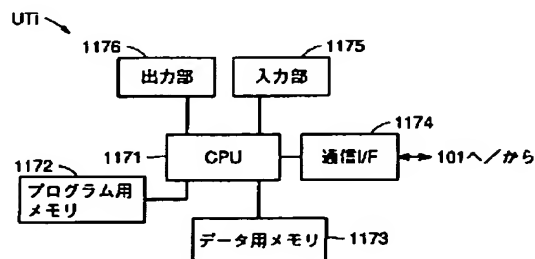 UTi
1176
1175
出力部
入力部
1174
1171
CPU
通信I/F
101へ/から
1172
プログラム用
メモリ
データ用メモリ
1173